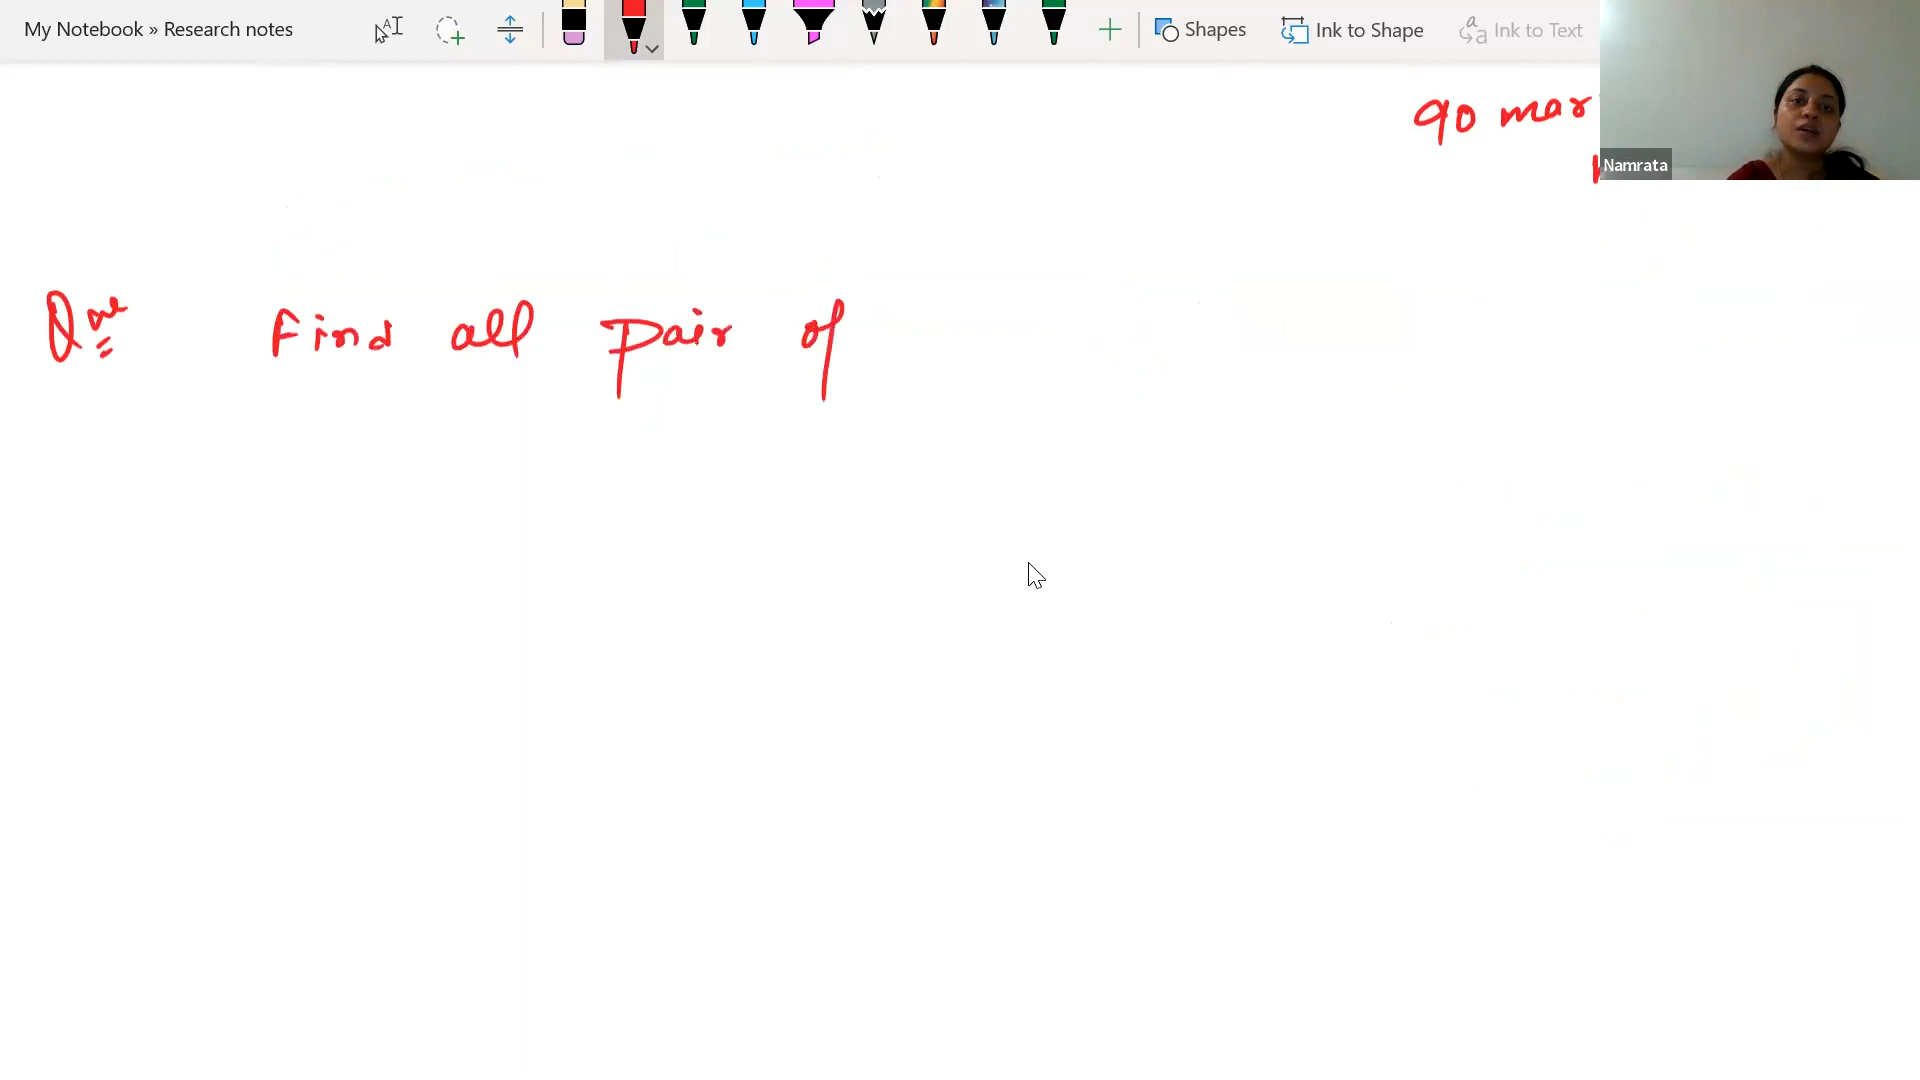 My Notebook » Research notes
Shapes
Ink to Shape
Ink to Text
90 mar
Namrata
Que Find all pair of